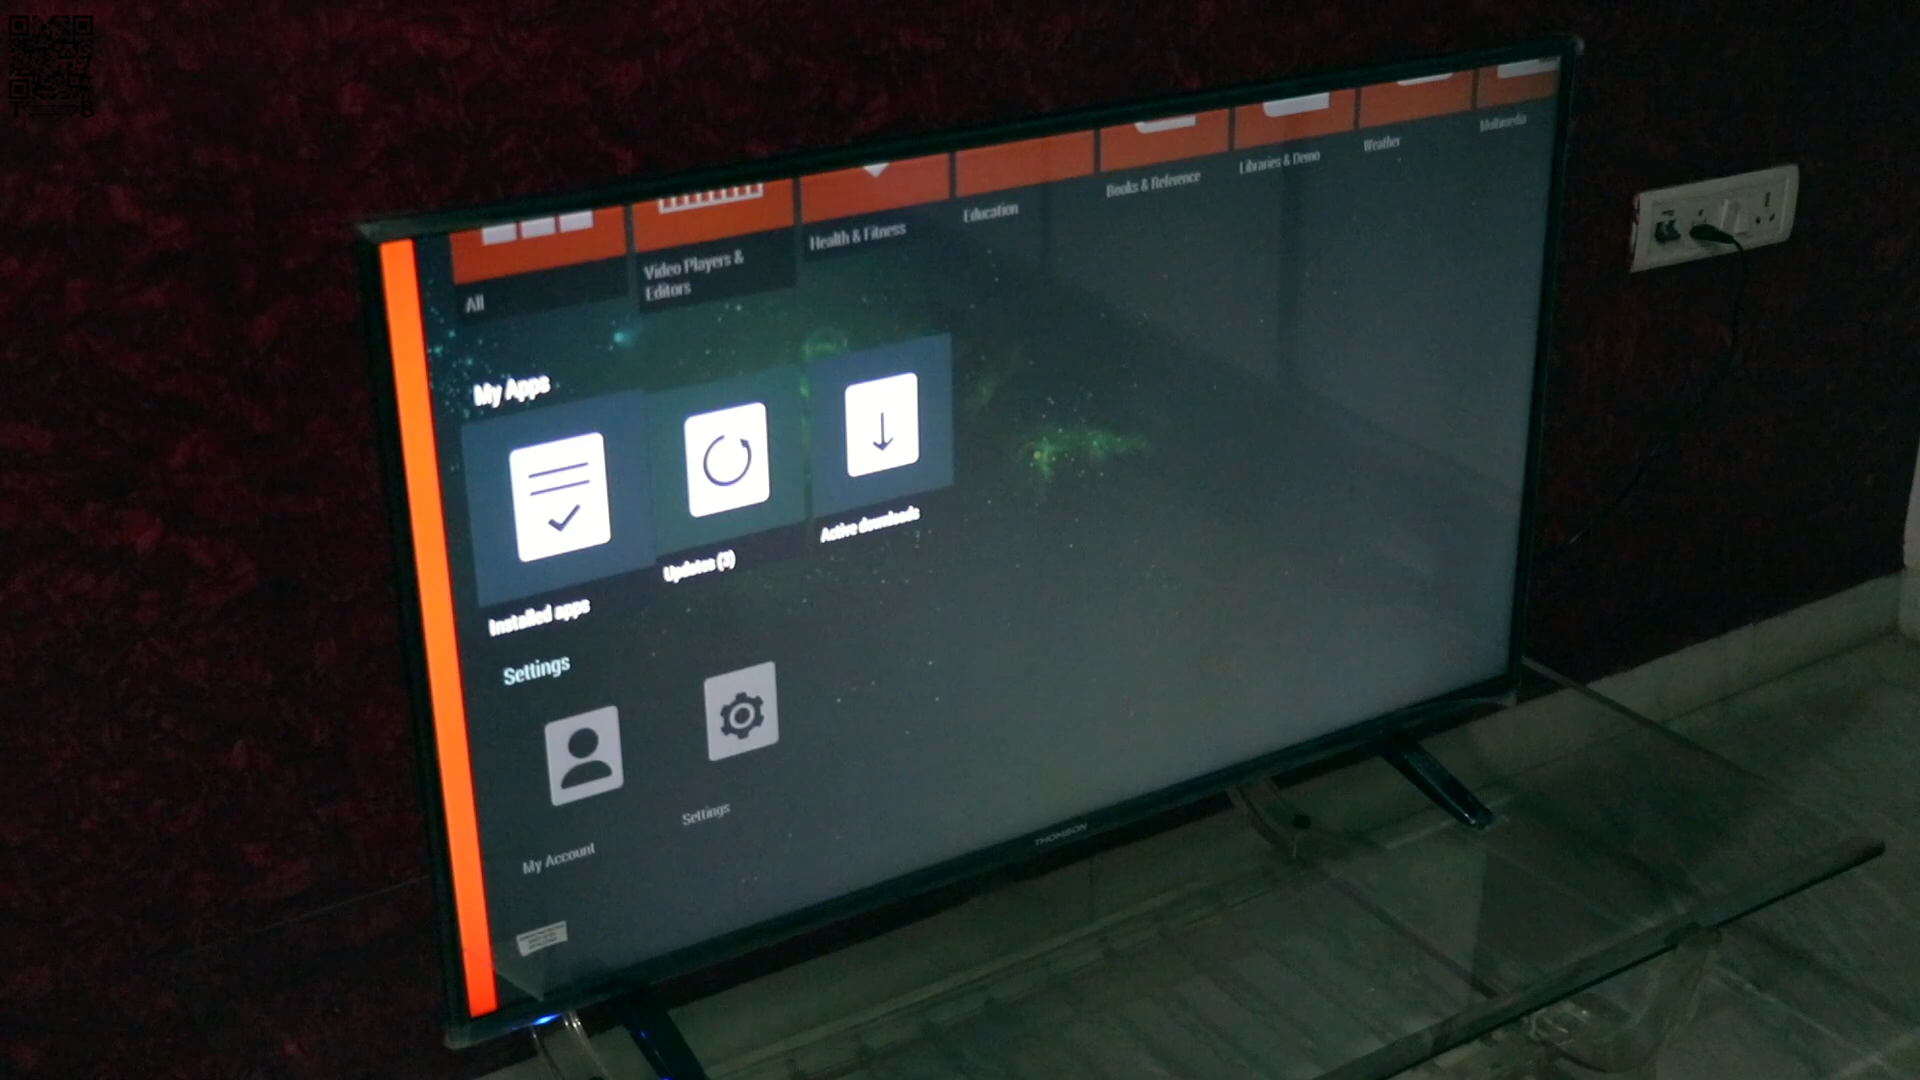 All
Video Players &
Editors
Health & Fitness
Education
Books & Reference
Libraries & Demo
Weather
Multimedia
My Apps
Installed apps
Updates (3)
Active downloads
Settings
My Account
Settings
THOMSON